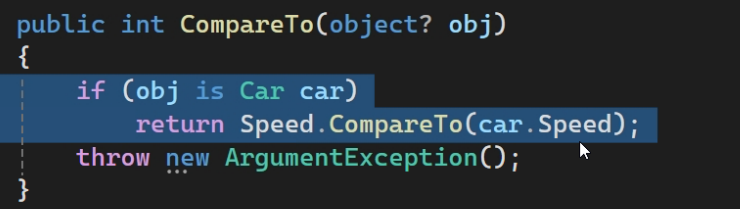 public int CompareTo(object? obj)
{
    if (obj is Car car)
        return Speed.CompareTo(car.Speed);
    throw new ArgumentException();
}